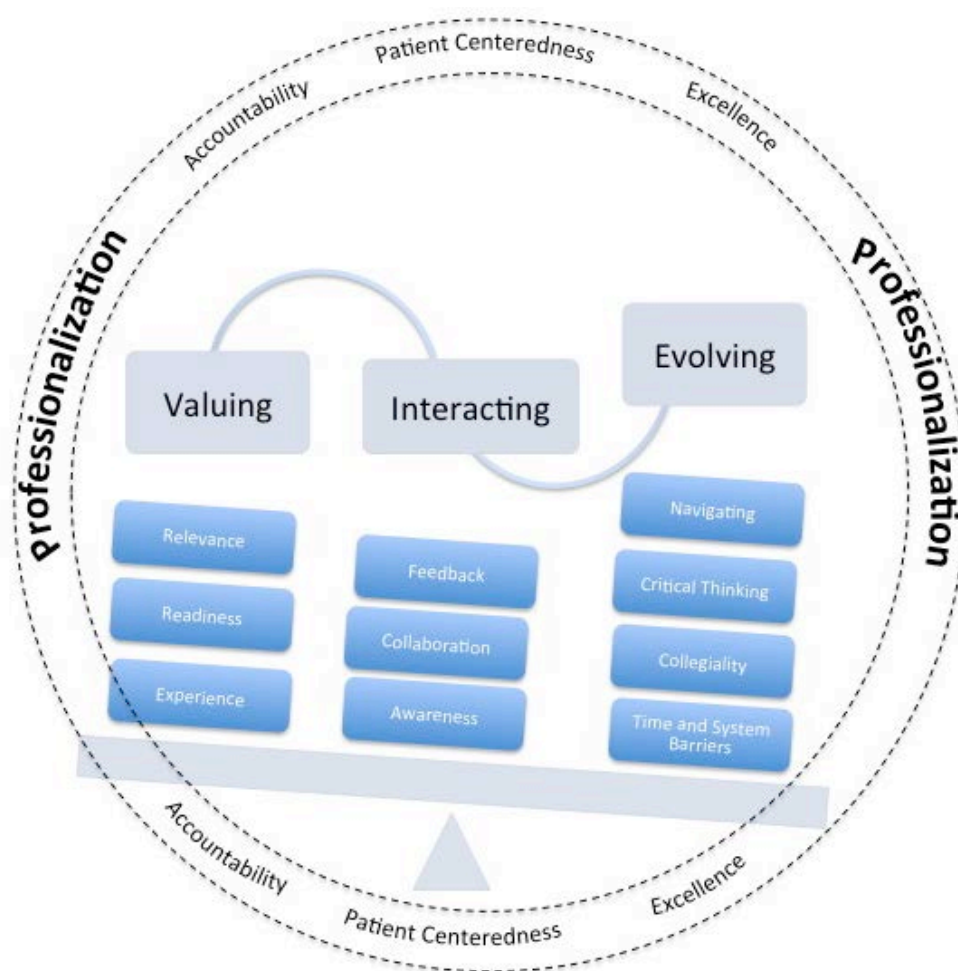 Patient Centeredness
Accountability
Excellence
Professionalization
Professionalization
Valuing
Interacting
Evolving
Relevance
Readiness
Experience
Feedback
Collaboration
Awareness
Navigating
Critical Thinking
Collegiality
Time and System
Barriers
Accountability
Patient Centeredness
Excellence